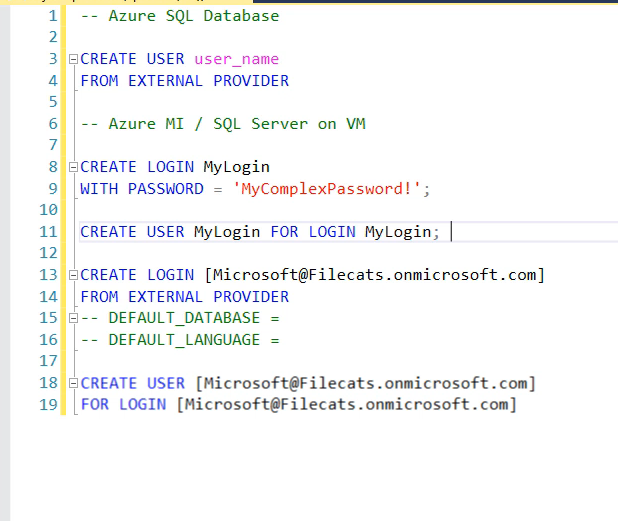 1 -- Azure SQL Database
2
3 CREATE USER user_name
4 FROM EXTERNAL PROVIDER
5
6 -- Azure MI / SQL Server on VM
7
8 CREATE LOGIN MyLogin
9 WITH PASSWORD = 'MyComplexPassword!';
10
11 CREATE USER MyLogin FOR LOGIN MyLogin;
12
13 CREATE LOGIN [Microsoft@Filecats.onmicrosoft.com]
14 FROM EXTERNAL PROVIDER
15 -- DEFAULT_DATABASE =
16 -- DEFAULT_LANGUAGE =
17
18 CREATE USER [Microsoft@Filecats.onmicrosoft.com]
19 FOR LOGIN [Microsoft@Filecats.onmicrosoft.com]